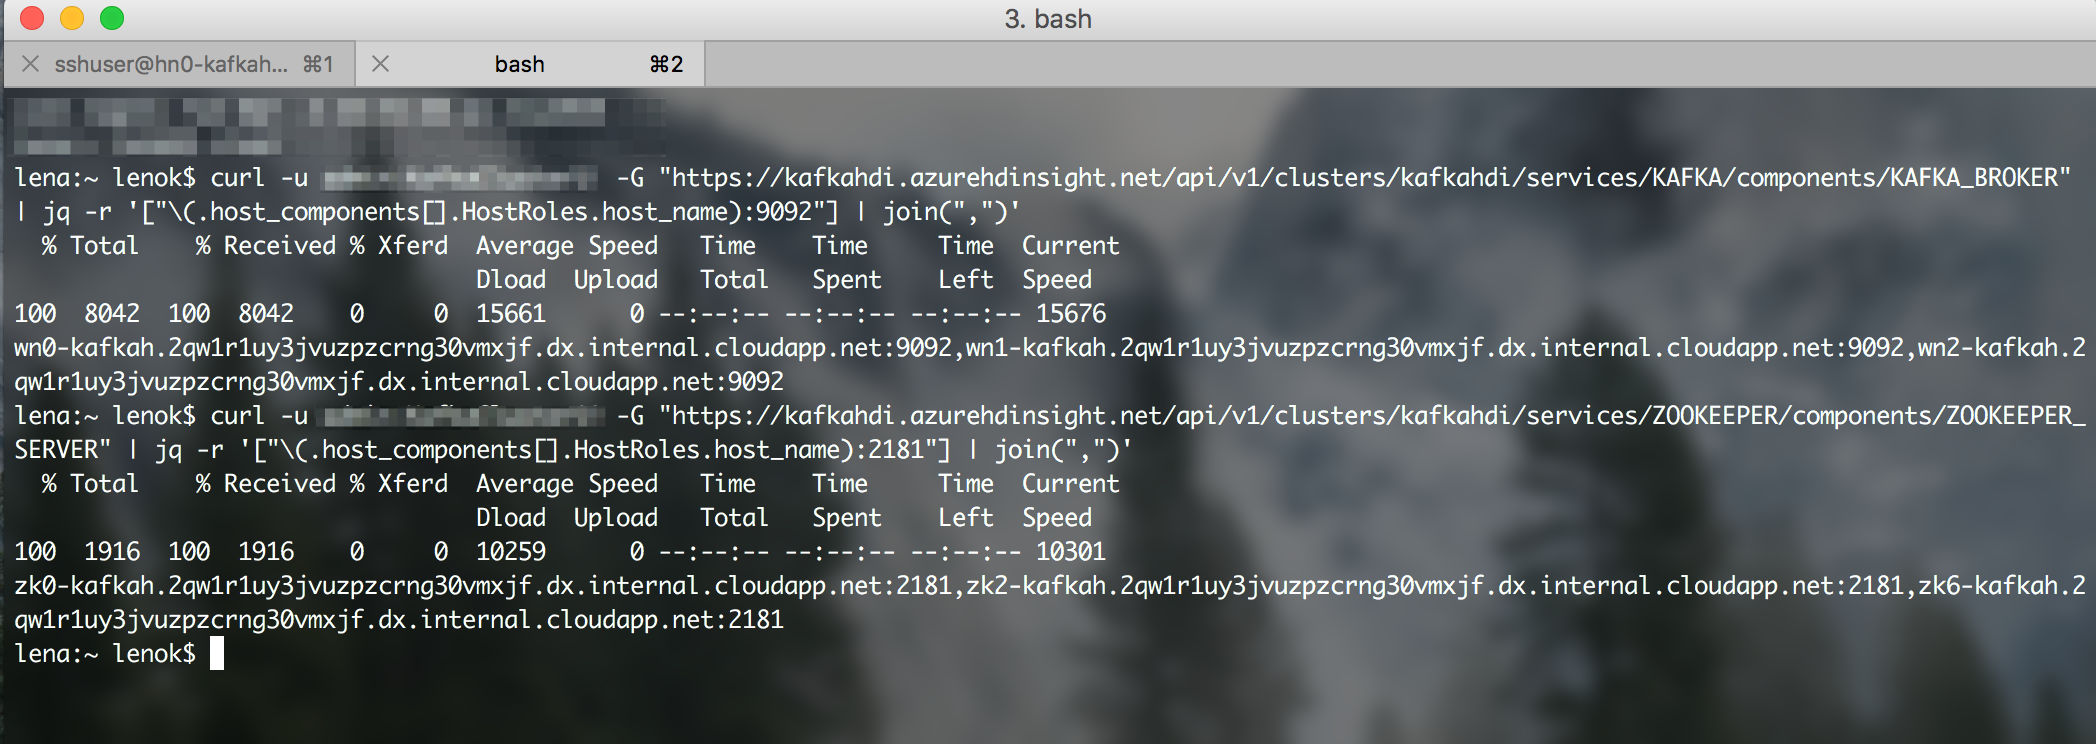 3. bash
sshuser@hn0-kafkah... ⌘1 bash ⌘2
lena:~ lenok$ curl -u -G "https://kafkahdi.azurehdinsight.net/api/v1/clusters/kafkahdi/services/KAFKA/components/KAFKA_BROKER"
| jq -r '["\(.host_components[].HostRoles.host_name):9092"] | join(",")'
% Total % Received % Xferd Average Speed Time Time Time Current
Dload Upload Total Spent Left Speed
100 8042 100 8042 0 0 15661 0 --:--:-- --:--:-- --:--:-- 15676
wn0-kafkah.2qw1r1uy3jvuzpzcrng30vmxjf.dx.internal.cloudapp.net:9092,wn1-kafkah.2qw1r1uy3jvuzpzcrng30vmxjf.dx.internal.cloudapp.net:9092,wn2-kafkah.2
qw1r1uy3jvuzpzcrng30vmxjf.dx.internal.cloudapp.net:9092
lena:~ lenok$ curl -u -G "https://kafkahdi.azurehdinsight.net/api/v1/clusters/kafkahdi/services/ZOOKEEPER/components/ZOOKEEPER_
SERVER" | jq -r '["\(.host_components[].HostRoles.host_name):2181"] | join(",")'
% Total % Received % Xferd Average Speed Time Time Time Current
Dload Upload Total Spent Left Speed
100 1916 100 1916 0 0 10259 0 --:--:-- --:--:-- --:--:-- 10301
zk0-kafkah.2qw1r1uy3jvuzpzcrng30vmxjf.dx.internal.cloudapp.net:2181,zk2-kafkah.2qw1r1uy3jvuzpzcrng30vmxjf.dx.internal.cloudapp.net:2181,zk6-kafkah.2
qw1r1uy3jvuzpzcrng30vmxjf.dx.internal.cloudapp.net:2181
lena:~ lenok$